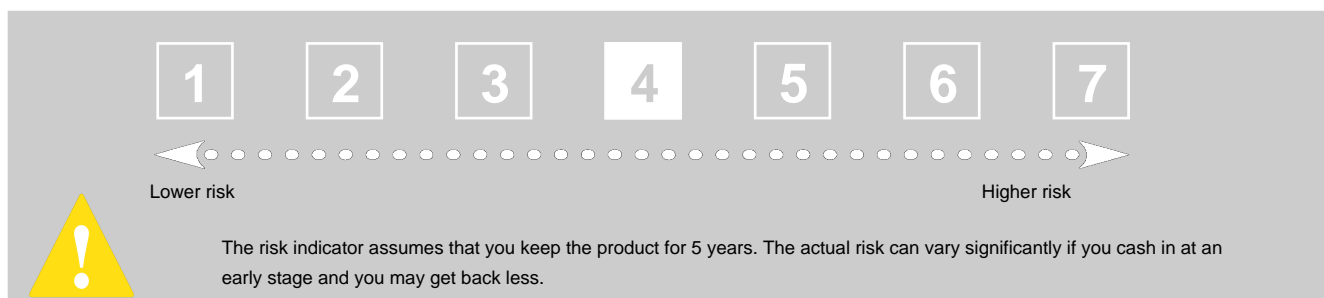 1 2 3 4 5 6 7
Lower risk Higher risk
!
The risk indicator assumes that you keep the product for 5 years. The actual risk can vary significantly if you cash in at an
early stage and you may get back less.